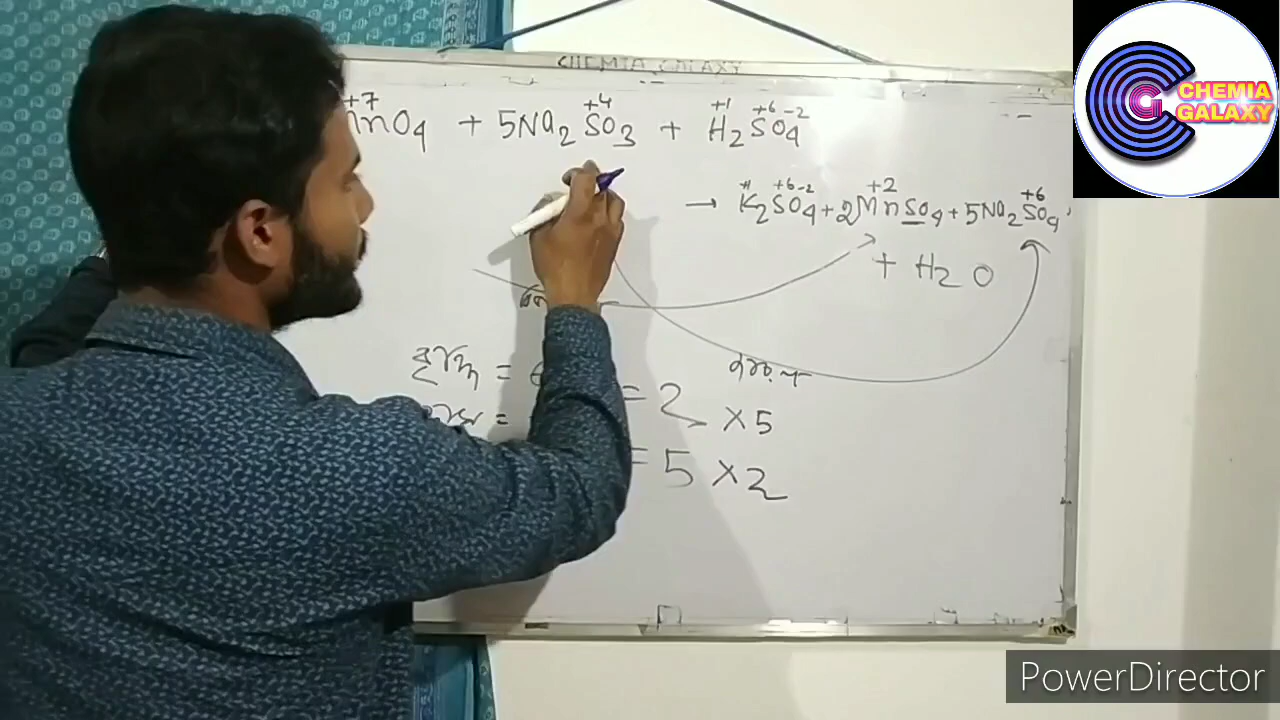 CHEMIA GALAXY
CHEMIA
GALAXY
+7 +4 +1 +6 -2
MnO4 + 5Na2SO3 + H2SO4
+1 +6 -2 +2 +6
→ K2SO4 + 2MnSO4 + 5Na2SO4
+ H2O
বৃদ্ধি =
= 2 × 5
হ্রাস =
= 5 × 2
PowerDirector